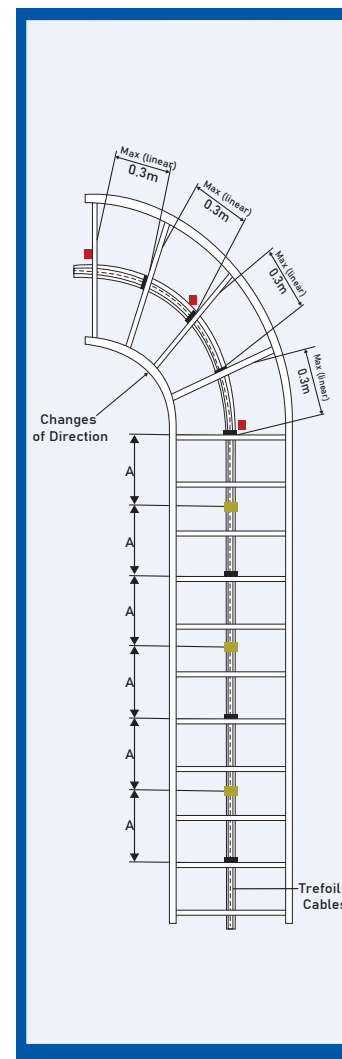 Max (linear)
0.3m
Max (linear)
0.3m
Max (linear)
0.3m
Max (linear)
0.3m
Changes
of Direction
A
A
A
A
A
A
Trefoil
Cables